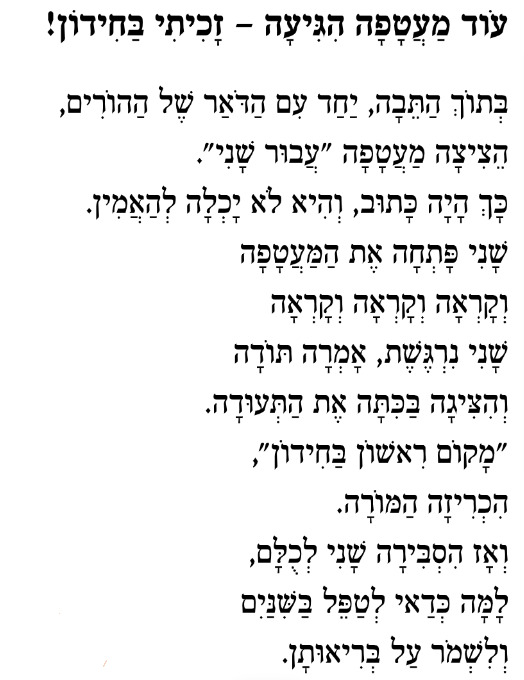 עוֹד מַעֲטָפָה הִגִּיעָה – זָכִיתִי בַּחִידוֹן!
בְּתוֹךְ הַתֵּבָה, יַחַד עִם הַדֹּאַר שֶׁל הַהוֹרִים,
הֵצִיצָה מַעֲטָפָה "עֲבוּר שָׁנִי".
כָּךְ הָיָה כָּתוּב, וְהִיא לֹא יָכְלָה לְהַאֲמִין.
שָׁנִי פָּתְחָה אֶת הַמַּעֲטָפָה
וְקָרְאָה וְקָרְאָה וְקָרְאָה
שָׁנִי נִרְגֶּשֶׁת, אָמְרָה תּוֹדָה
וְהִצִּיגָה בַּכִּתָּה אֶת הַתְּעוּדָה.
"מָקוֹם רִאשׁוֹן בַּחִידוֹן",
הִכְרִיזָה הַמּוֹרָה.
וְאָז הִסְבִּירָה שָׁנִי לְכֻלָּם,
לָמָּה כְּדַאי לְטַפֵּל בַּשִּׁנַּיִם
וְלִשְׁמֹר עַל בְּרִיאוּתָן.